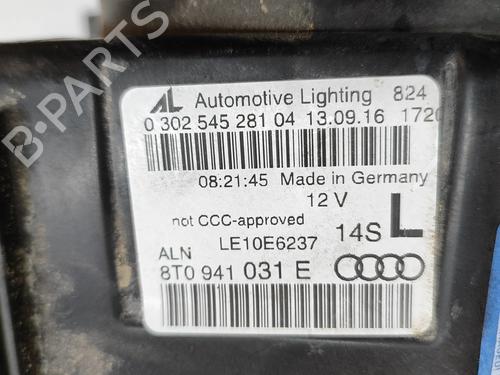 AL Automotive Lighting 824
0 302 545 281 04 13.09.16 1720
08:21:45 Made in Germany
12 V
not CCC-approved
LE10E6237 14S L
ALN
8T0 941 031 E
B-PARTS